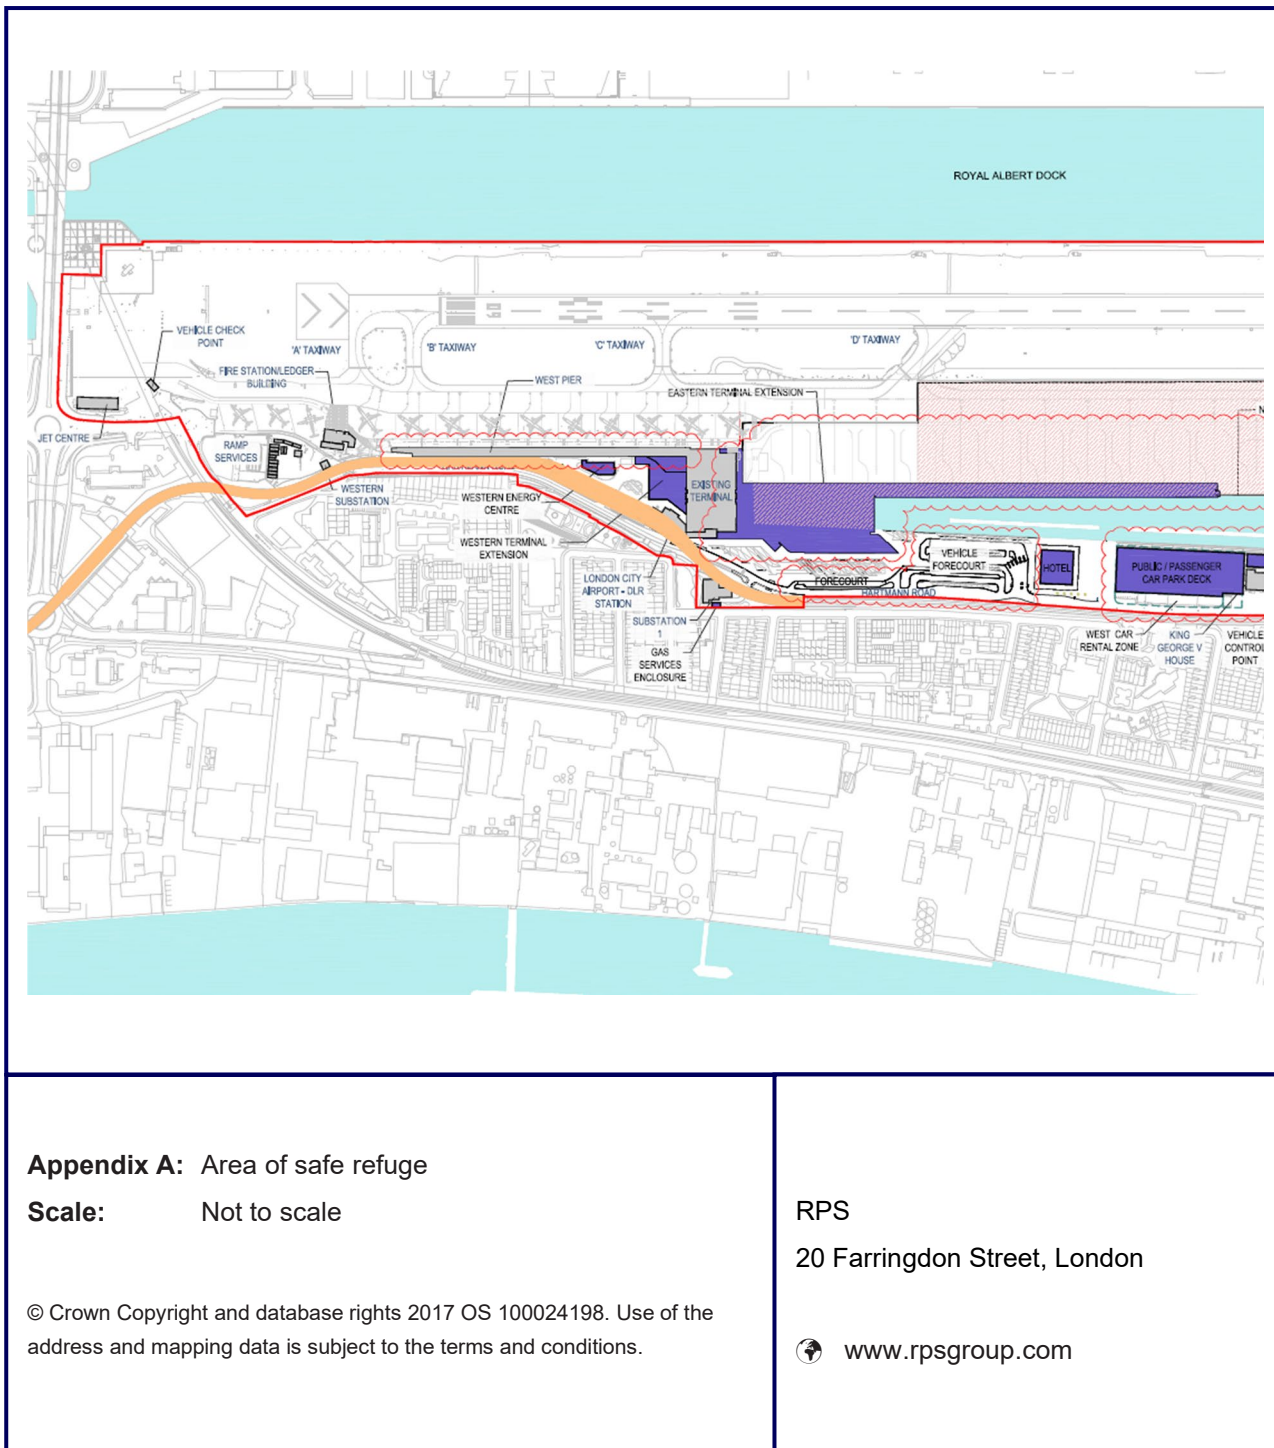 ROYAL ALBERT DOCK
VEHICLE CHECK
POINT
'A' TAXIWAY
'B' TAXIWAY
'C' TAXIWAY
'D' TAXIWAY
FIRE STATION/LEDGER
BUILDING
WEST PIER
EASTERN TERMINAL EXTENSION
N
JET CENTRE
RAMP
SERVICES
WESTERN
SUBSTATION
WESTERN ENERGY
CENTRE
EXISTING
TERMINAL
WESTERN TERMINAL
EXTENSION
LONDON CITY
AIRPORT - DLR
STATION
VEHICLE
FORECOURT
HOTEL
PUBLIC / PASSENGER
CAR PARK DECK
FORECOURT
HARTMANN ROAD
SUBSTATION
1
GAS
SERVICES
ENCLOSURE
WEST CAR
RENTAL ZONE
KING
GEORGE V
HOUSE
VEHICLE
CONTROL
POINT
Appendix A: Area of safe refuge
Scale: Not to scale
© Crown Copyright and database rights 2017 OS 100024198. Use of the
address and mapping data is subject to the terms and conditions.
RPS
20 Farringdon Street, London
www.rpsgroup.com